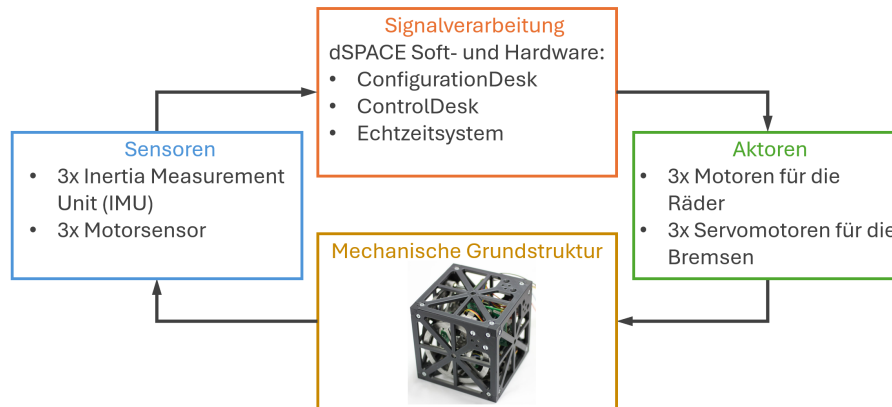 Signalverarbeitung
dSPACE Soft- und Hardware:
• ConfigurationDesk
• ControlDesk
• Echtzeitsystem
Sensoren
• 3x Inertia Measurement
Unit (IMU)
• 3x Motorsensor
Aktoren
• 3x Motoren für die
Räder
• 3x Servomotoren für die
Bremsen
Mechanische Grundstruktur